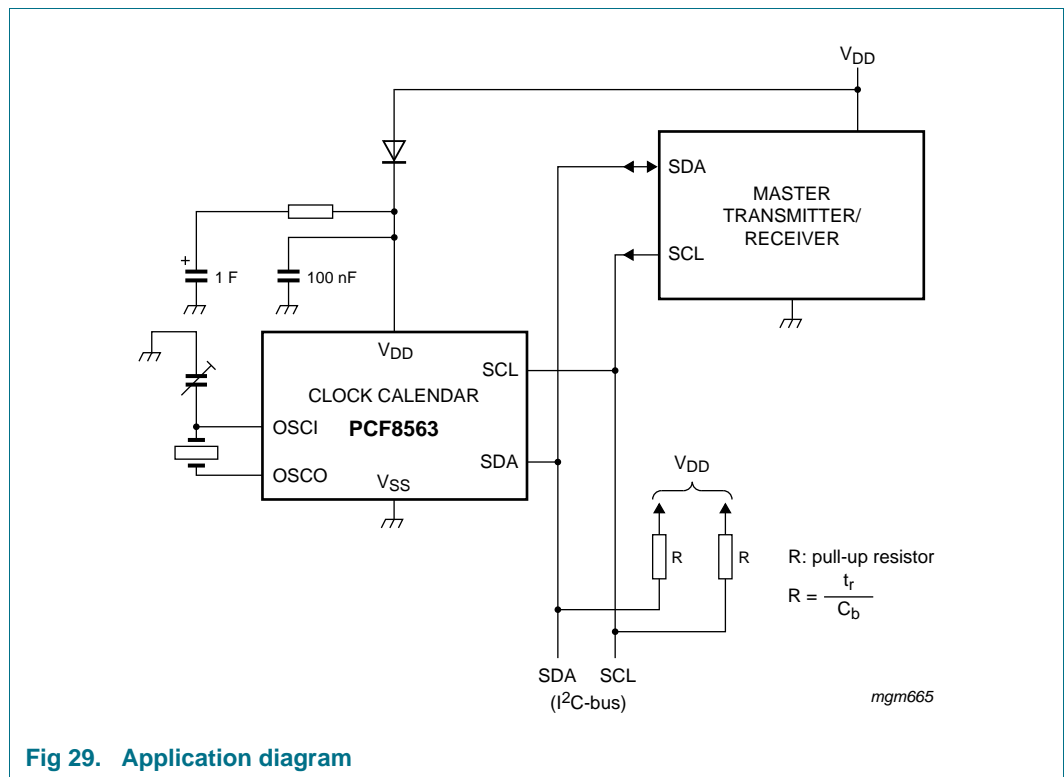 VDD
SDA
MASTER
TRANSMITTER/
RECEIVER
SCL
+
1 F
100 nF
VDD
SCL
CLOCK CALENDAR
OSCI
PCF8563
SDA
OSCO
VSS
VDD
R
R
R: pull-up resistor
R = tr / Cb
SDA SCL
(I²C-bus)
mgm665
Fig 29. Application diagram